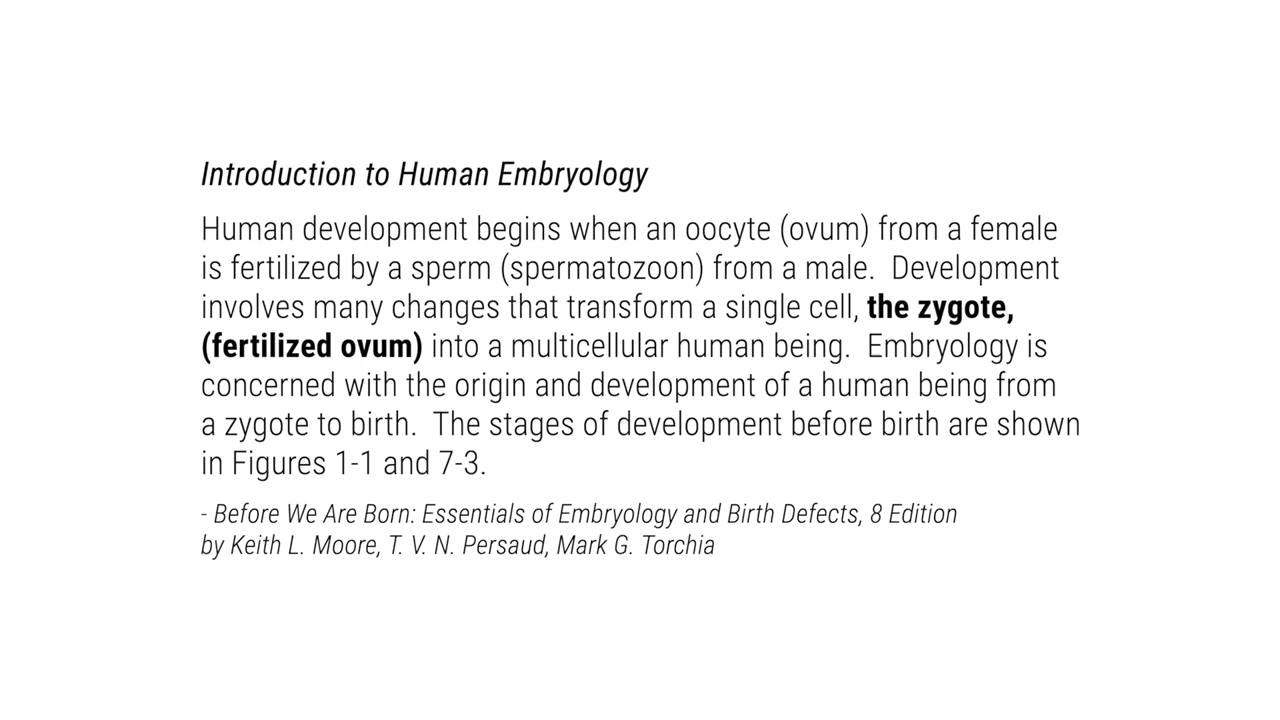 Introduction to Human Embryology
Human development begins when an oocyte (ovum) from a female
is fertilized by a sperm (spermatozoon) from a male.  Development
involves many changes that transform a single cell, the zygote,
(fertilized ovum) into a multicellular human being.  Embryology is
concerned with the origin and development of a human being from
a zygote to birth.  The stages of development before birth are shown
in Figures 1-1 and 7-3.
- Before We Are Born: Essentials of Embryology and Birth Defects, 8 Edition
by Keith L. Moore, T. V. N. Persaud, Mark G. Torchia